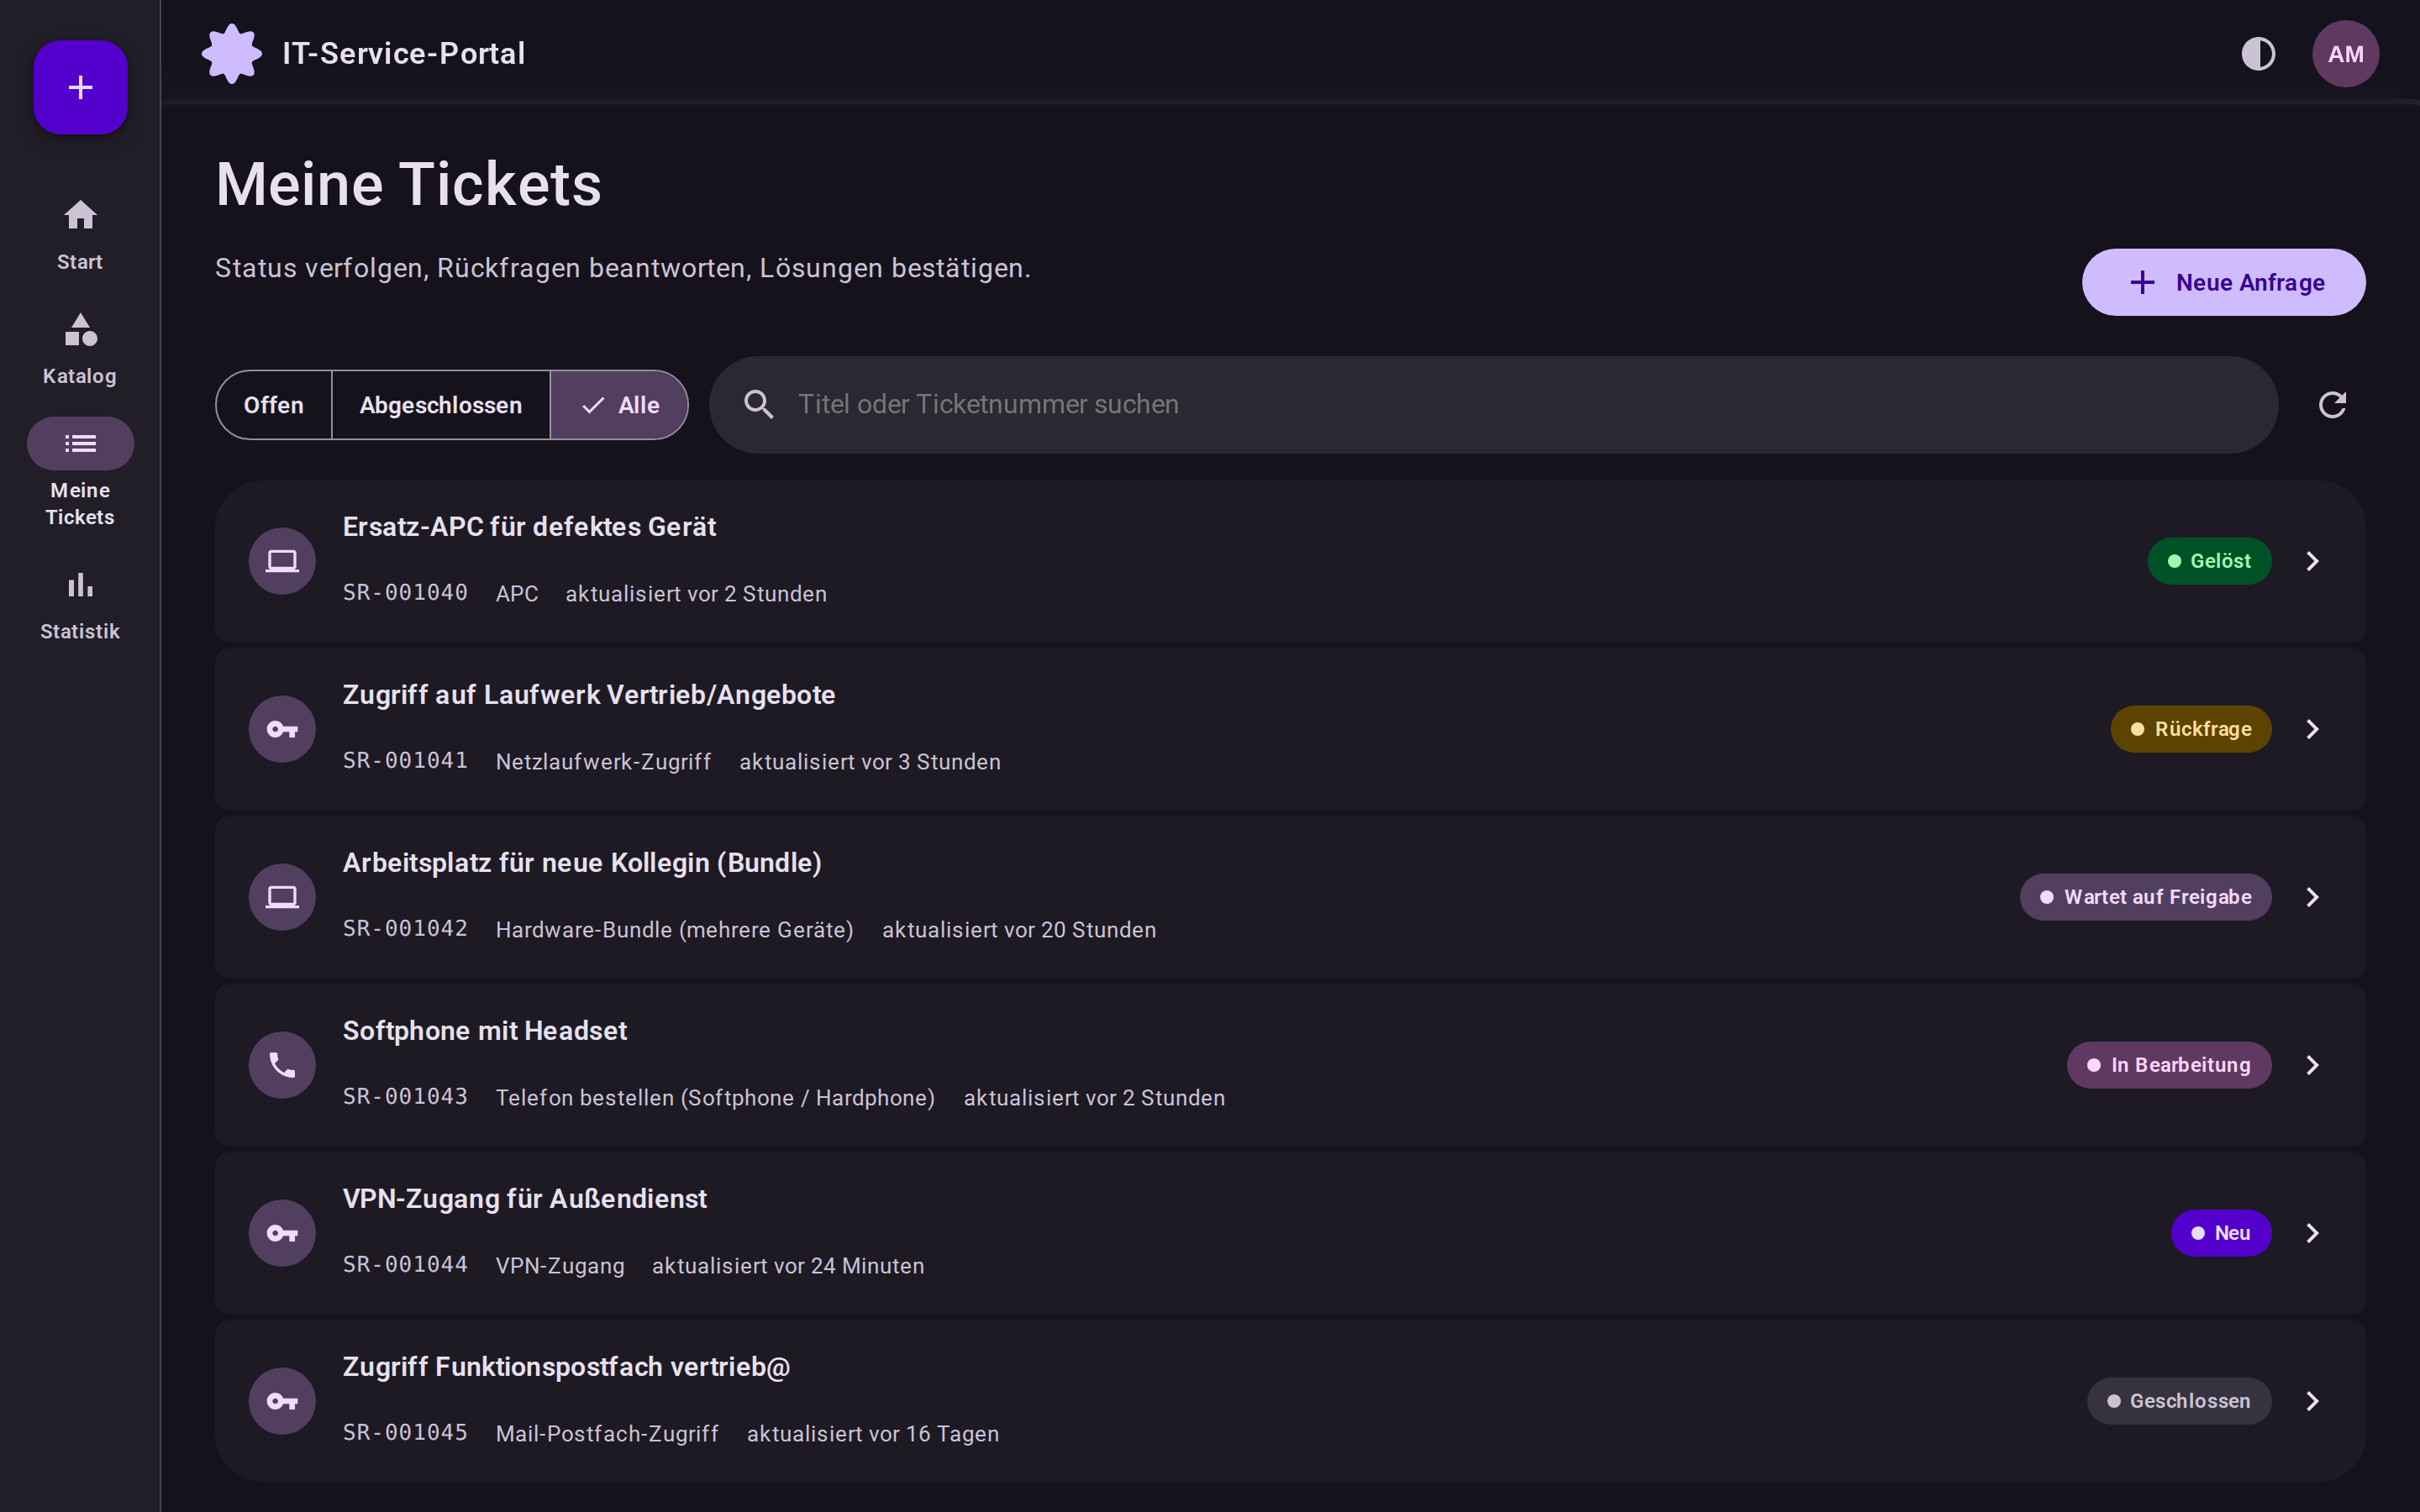 IT-Service-Portal
AM
Start
Katalog
Meine
Tickets
Statistik
Meine Tickets
Status verfolgen, Rückfragen beantworten, Lösungen bestätigen.
Neue Anfrage
Offen Abgeschlossen Alle
Titel oder Ticketnummer suchen
Ersatz-APC für defektes Gerät
SR-001040 APC aktualisiert vor 2 Stunden
Gelöst
Zugriff auf Laufwerk Vertrieb/Angebote
SR-001041 Netzlaufwerk-Zugriff aktualisiert vor 3 Stunden
Rückfrage
Arbeitsplatz für neue Kollegin (Bundle)
SR-001042 Hardware-Bundle (mehrere Geräte) aktualisiert vor 20 Stunden
Wartet auf Freigabe
Softphone mit Headset
SR-001043 Telefon bestellen (Softphone / Hardphone) aktualisiert vor 2 Stunden
In Bearbeitung
VPN-Zugang für Außendienst
SR-001044 VPN-Zugang aktualisiert vor 24 Minuten
Neu
Zugriff Funktionspostfach vertrieb@
SR-001045 Mail-Postfach-Zugriff aktualisiert vor 16 Tagen
Geschlossen